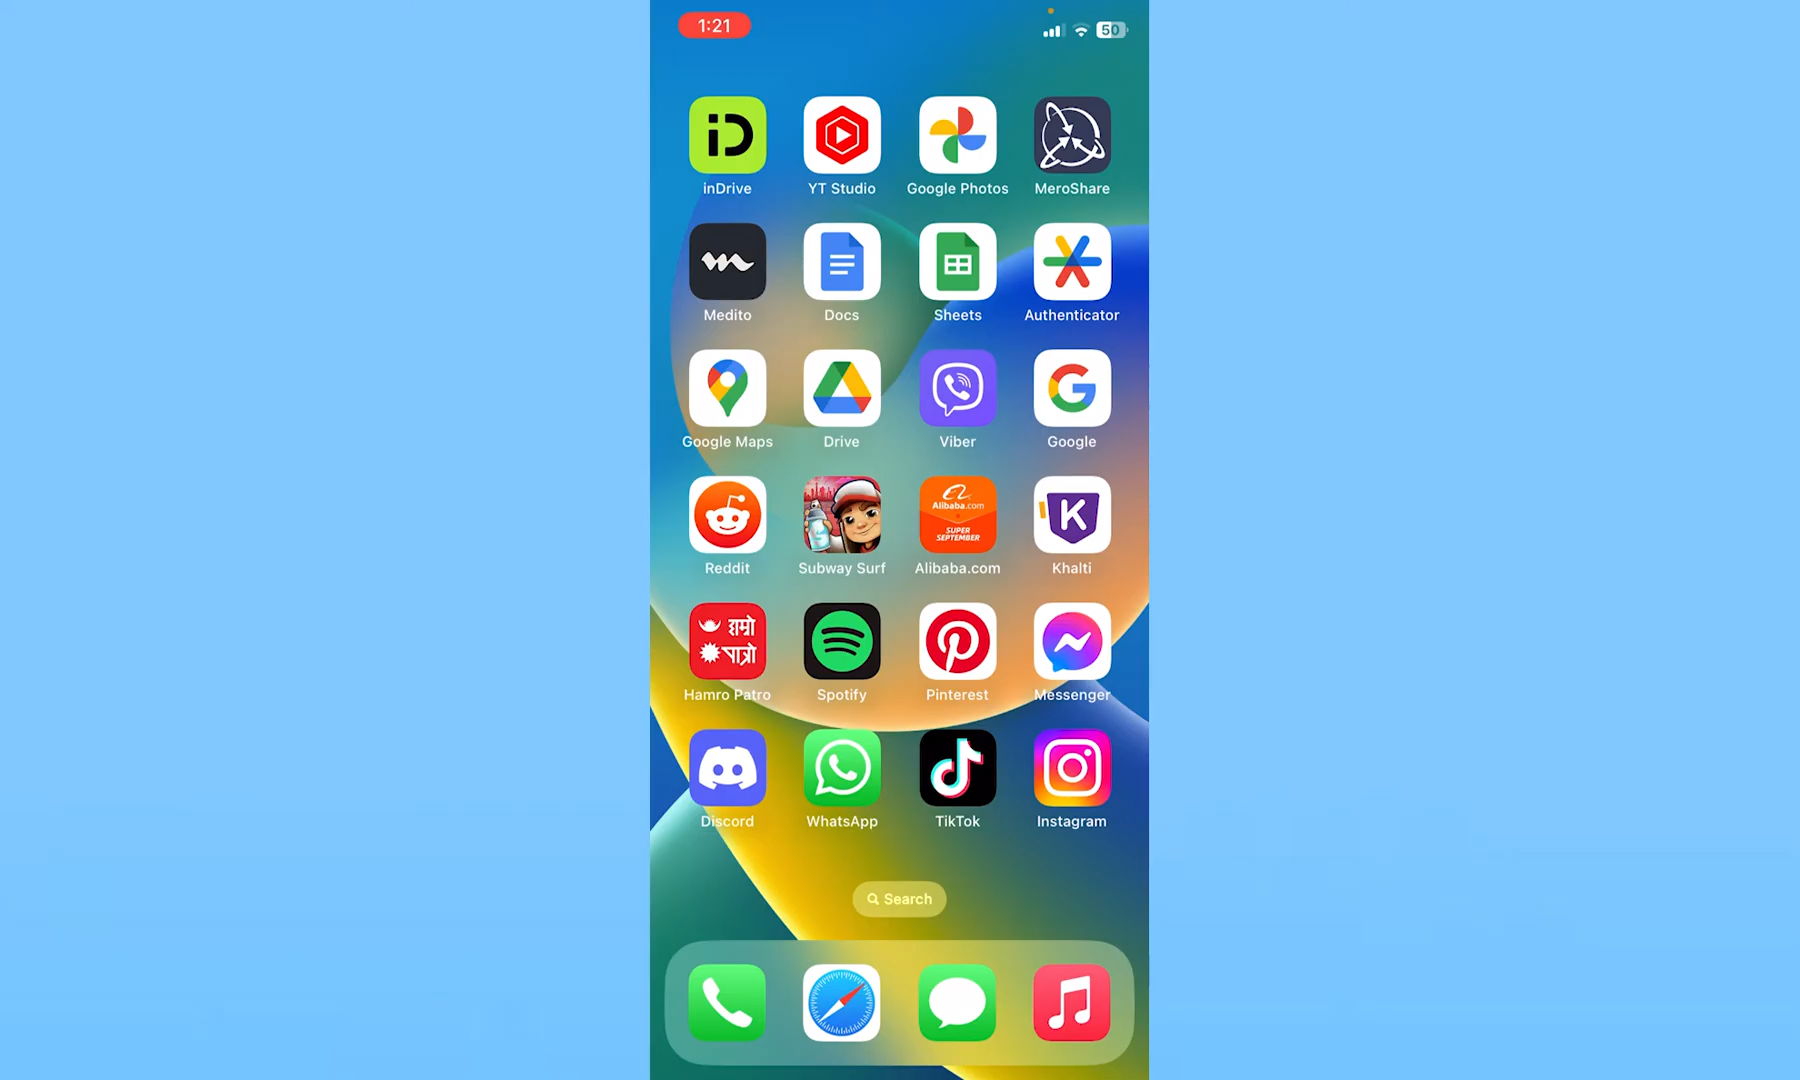 1:21
50
iD
inDrive
YT Studio
Google Photos
MeroShare
Medito
Docs
Sheets
Authenticator
Google Maps
Drive
Viber
Google
Alibaba.com
SUPER
SEPTEMBER
K
Reddit
Subway Surf
Alibaba.com
Khalti
हाम्रो
पात्रो
Hamro Patro
Spotify
Pinterest
Messenger
Discord
WhatsApp
TikTok
Instagram
Search